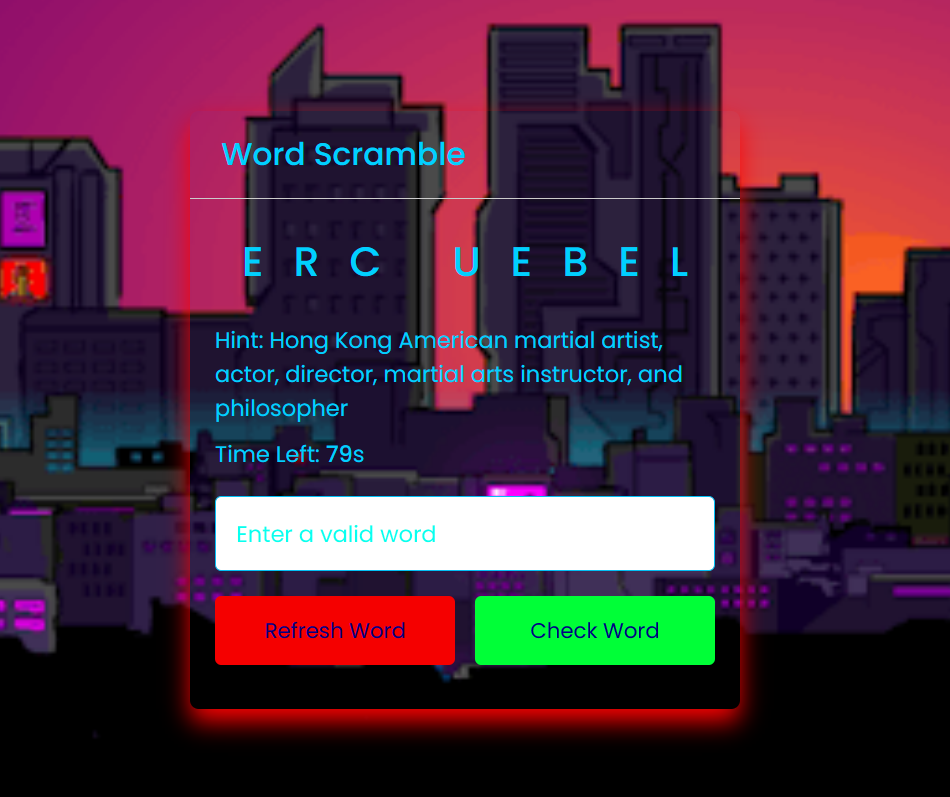 Word Scramble
E R C   U E B E L
Hint: Hong Kong American martial artist,
actor, director, martial arts instructor, and
philosopher
Time Left: 79s
Enter a valid word
Refresh Word
Check Word